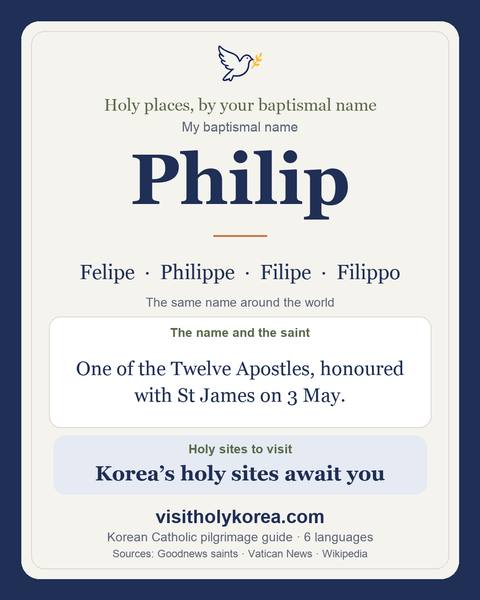 Holy places, by your baptismal name
My baptismal name
Philip
Felipe · Philippe · Filipe · Filippo
The same name around the world
The name and the saint
One of the Twelve Apostles, honoured
with St James on 3 May.
Holy sites to visit
Korea’s holy sites await you
visitholykorea.com
Korean Catholic pilgrimage guide · 6 languages
Sources: Goodnews saints · Vatican News · Wikipedia